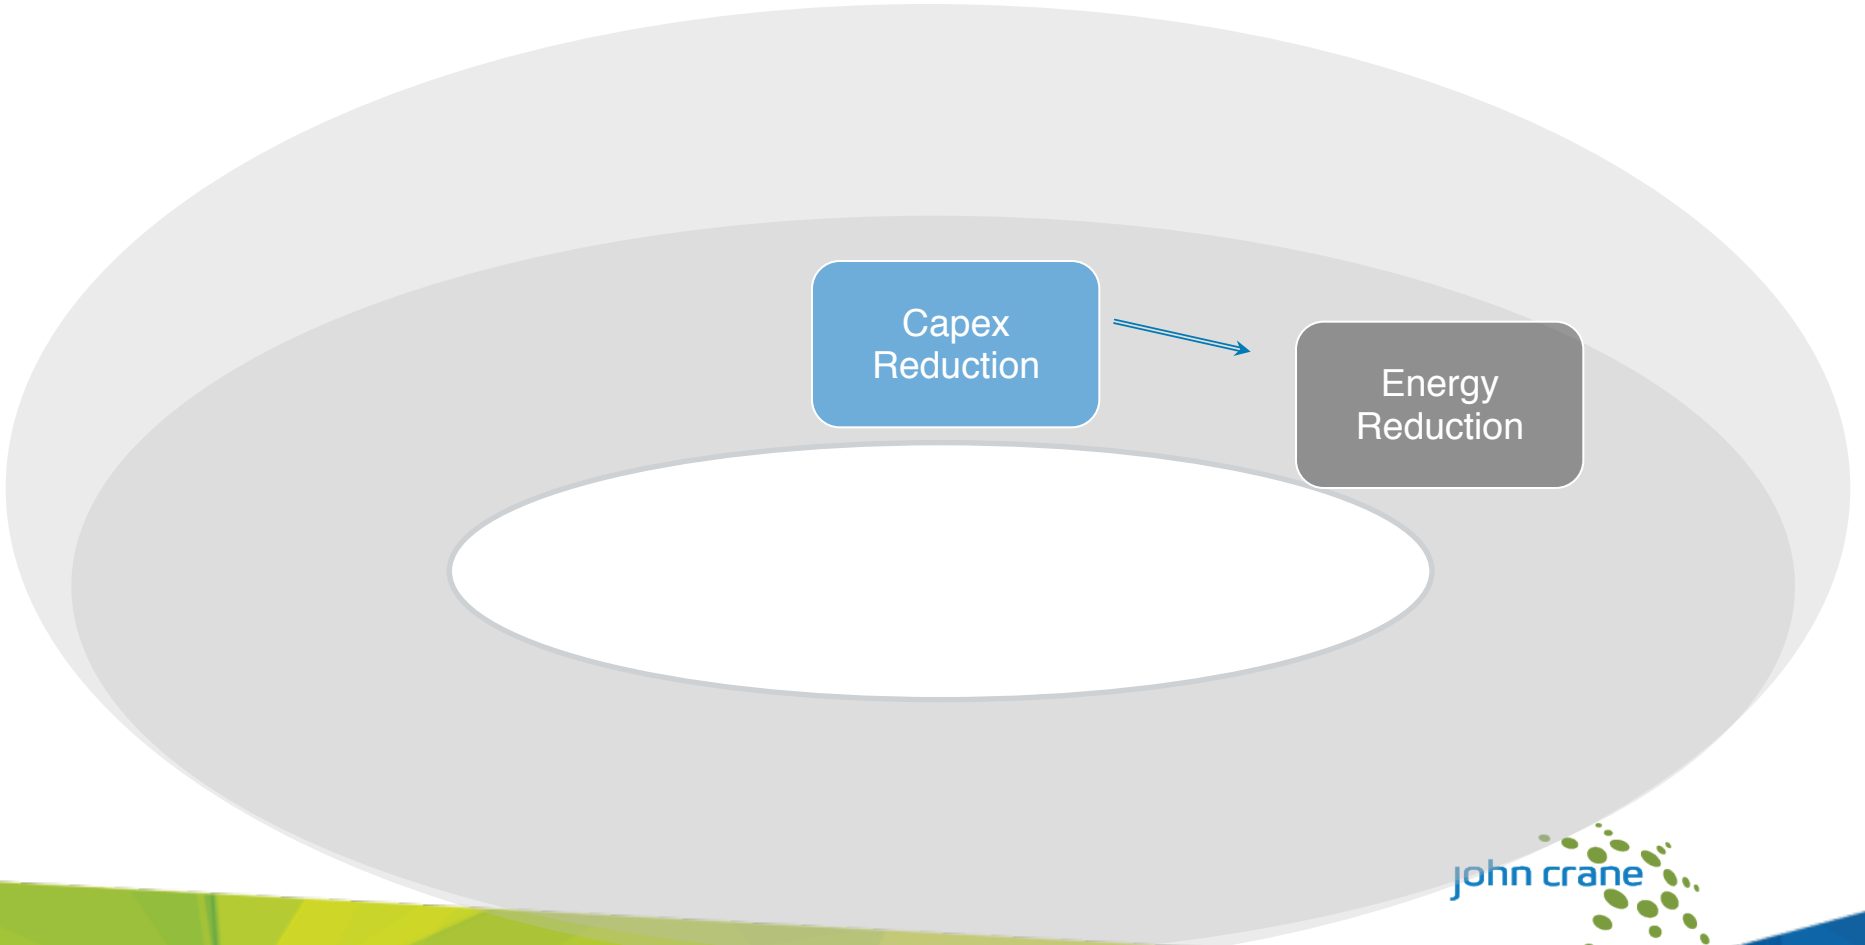 Capex
Reduction
Energy
Reduction
john crane